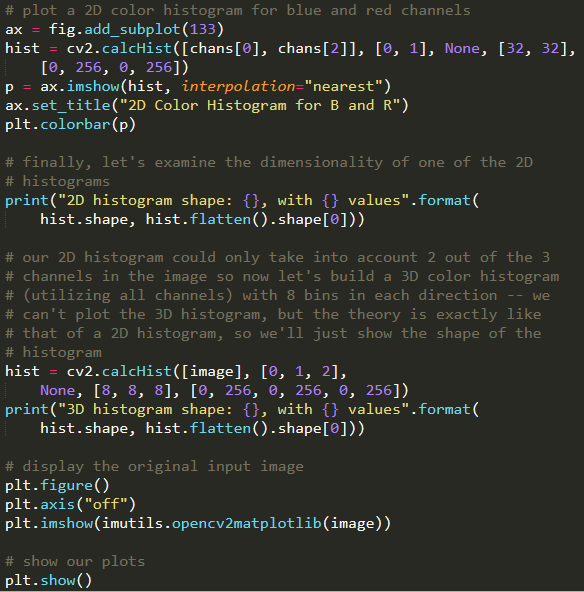 # plot a 2D color histogram for blue and red channels
ax = fig.add_subplot(133)
hist = cv2.calcHist([chans[0], chans[2]], [0, 1], None, [32, 32],
    [0, 256, 0, 256])
p = ax.imshow(hist, interpolation="nearest")
ax.set_title("2D Color Histogram for B and R")
plt.colorbar(p)

# finally, let's examine the dimensionality of one of the 2D
# histograms
print("2D histogram shape: {}, with {} values".format(
    hist.shape, hist.flatten().shape[0]))

# our 2D histogram could only take into account 2 out of the 3
# channels in the image so now let's build a 3D color histogram
# (utilizing all channels) with 8 bins in each direction -- we
# can't plot the 3D histogram, but the theory is exactly like
# that of a 2D histogram, so we'll just show the shape of the
# histogram
hist = cv2.calcHist([image], [0, 1, 2],
    None, [8, 8, 8], [0, 256, 0, 256, 0, 256])
print("3D histogram shape: {}, with {} values".format(
    hist.shape, hist.flatten().shape[0]))

# display the original input image
plt.figure()
plt.axis("off")
plt.imshow(imutils.opencv2matplotlib(image))

# show our plots
plt.show()